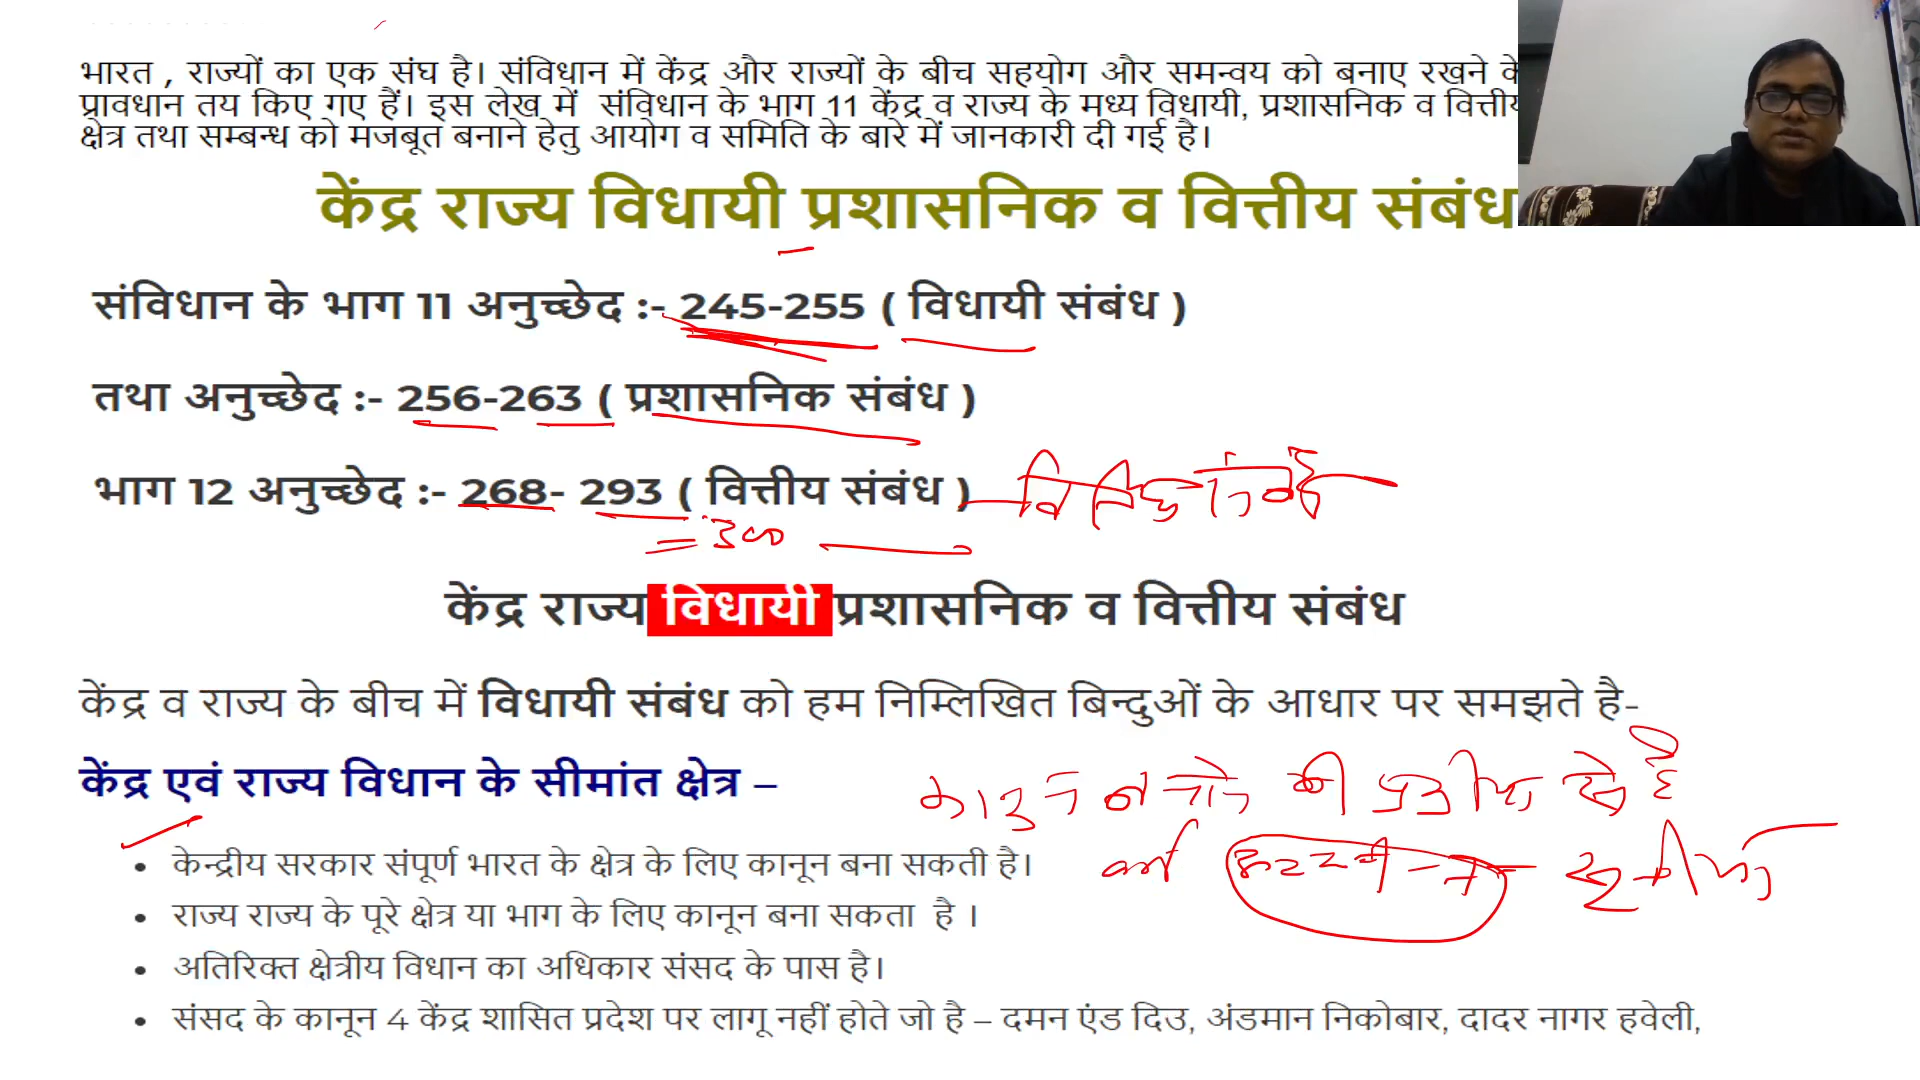 भारत , राज्यों का एक संघ है। संविधान में केंद्र और राज्यों के बीच सहयोग और समन्वय को बनाए रखने के
प्रावधान तय किए गए हैं। इस लेख में संविधान के भाग 11 केंद्र व राज्य के मध्य विधायी, प्रशासनिक व वित्तीय
क्षेत्र तथा सम्बन्ध को मजबूत बनाने हेतु आयोग व समिति के बारे में जानकारी दी गई है।
केंद्र राज्य विधायी प्रशासनिक व वित्तीय संबंध
संविधान के भाग 11 अनुच्छेद :- 245-255 ( विधायी संबंध )
तथा अनुच्छेद :- 256-263 ( प्रशासनिक संबंध )
भाग 12 अनुच्छेद :- 268- 293 ( वित्तीय संबंध )
= 300
केंद्र राज्य विधायी प्रशासनिक व वित्तीय संबंध
केंद्र व राज्य के बीच में विधायी संबंध को हम निम्लिखित बिन्दुओं के आधार पर समझते है-
केंद्र एवं राज्य विधान के सीमांत क्षेत्र –
• केन्द्रीय सरकार संपूर्ण भारत के क्षेत्र के लिए कानून बना सकती है।
• राज्य राज्य के पूरे क्षेत्र या भाग के लिए कानून बना सकता है ।
• अतिरिक्त क्षेत्रीय विधान का अधिकार संसद के पास है।
• संसद के कानून 4 केंद्र शासित प्रदेश पर लागू नहीं होते जो है – दमन एंड दिउ, अंडमान निकोबार, दादर नागर हवेली,